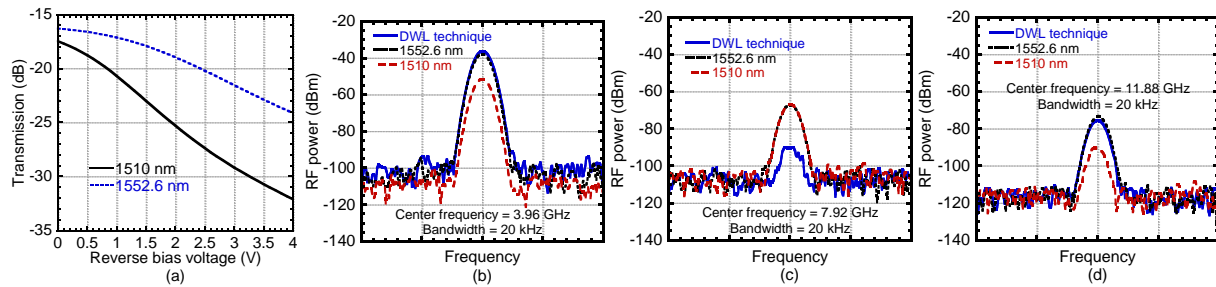 -15
-20
-25
-30
-35
Transmission (dB)
1510 nm
1552.6 nm
0 0.5 1 1.5 2 2.5 3 3.5 4
Reverse bias voltage (V)
(a)
-20
-40
-60
-80
-100
-120
-140
RF power (dBm)
DWL technique
1552.6 nm
1510 nm
Center frequency = 3.96 GHz
Bandwidth = 20 kHz
Frequency
(b)
-20
-40
-60
-80
-100
-120
-140
RF power (dBm)
DWL technique
1552.6 nm
1510 nm
Center frequency = 7.92 GHz
Bandwidth = 20 kHz
Frequency
(c)
-20
-40
-60
-80
-100
-120
-140
RF power (dBm)
DWL technique
1552.6 nm
1510 nm
Center frequency = 11.88 GHz
Bandwidth = 20 kHz
Frequency
(d)